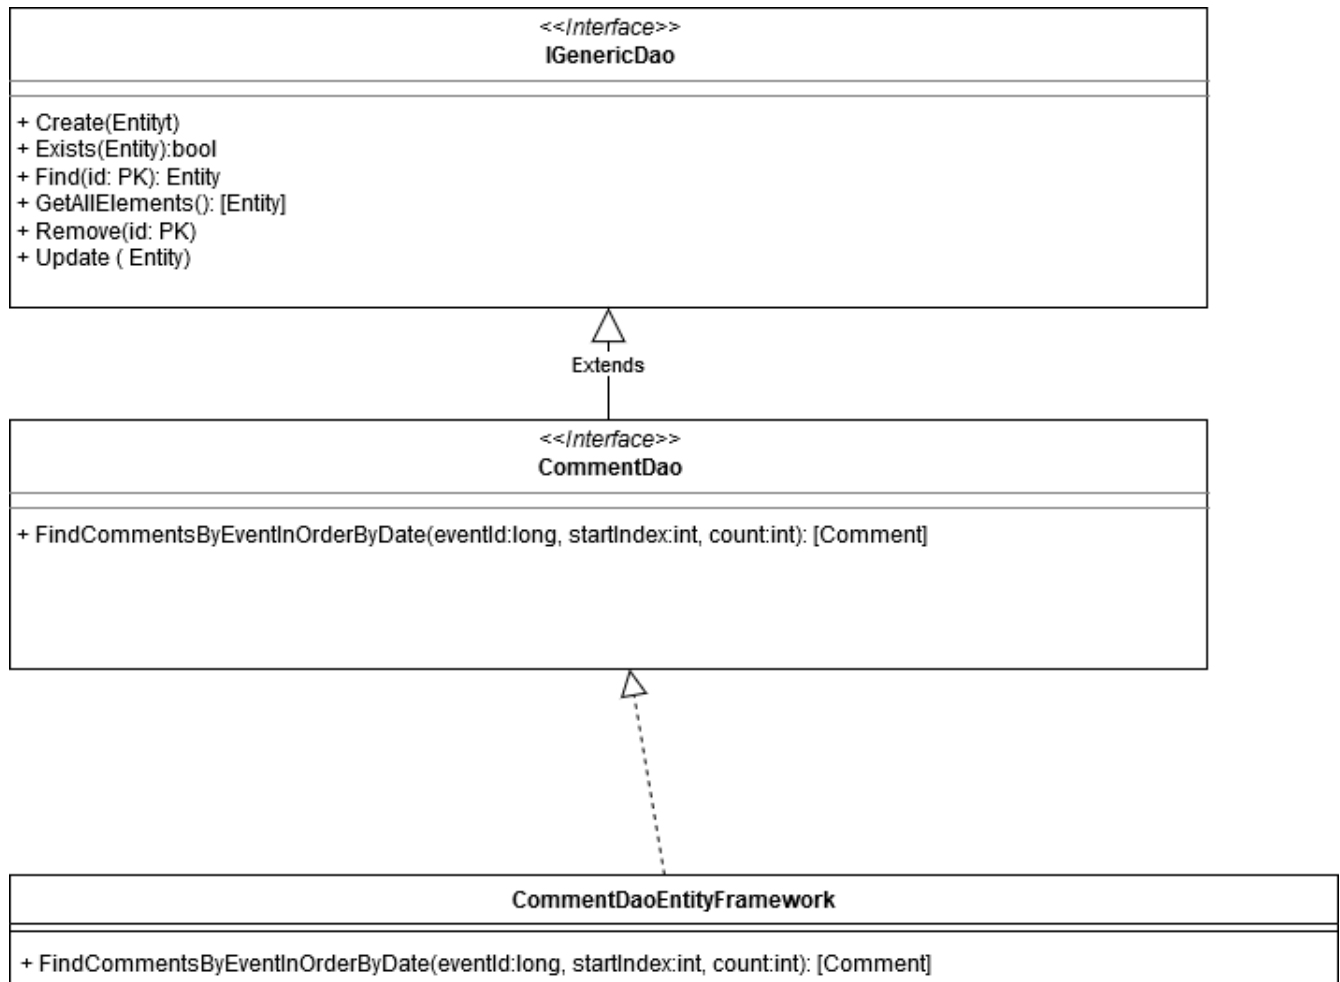 <<Interface>>
IGenericDao
+ Create(Entityt)
+ Exists(Entity):bool
+ Find(id: PK): Entity
+ GetAllElements(): [Entity]
+ Remove(id: PK)
+ Update ( Entity)
Extends
<<Interface>>
CommentDao
+ FindCommentsByEventInOrderByDate(eventId:long, startIndex:int, count:int): [Comment]
CommentDaoEntityFramework
+ FindCommentsByEventInOrderByDate(eventId:long, startIndex:int, count:int): [Comment]